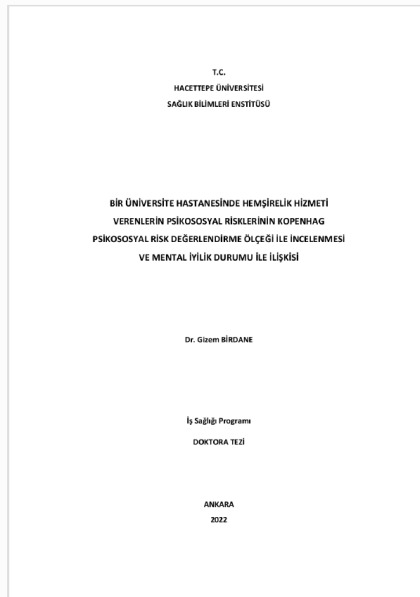 T.C.
HACETTEPE ÜNİVERSİTESİ
SAĞLIK BİLİMLERİ ENSTİTÜSÜ
BİR ÜNİVERSİTE HASTANESİNDE HEMŞİRELİK HİZMETİ
VERENLERİN PSİKOSOSYAL RİSKLERİNİN KOPENHAG
PSİKOSOSYAL RİSK DEĞERLENDİRME ÖLÇEĞİ İLE İNCELENMESİ
VE MENTAL İYİLİK DURUMU İLE İLİŞKİSİ
Dr. Gizem BİRDANE
İş Sağlığı Programı
DOKTORA TEZİ
ANKARA
2022